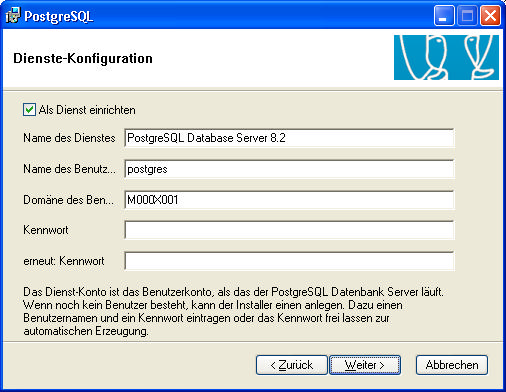 PostgreSQL
Dienste-Konfiguration
Als Dienst einrichten
Name des Dienstes PostgreSQL Database Server 8.2
Name des Benutz... postgres
Domäne des Ben... M000X001
Kennwort
erneut: Kennwort
Das Dienst-Konto ist das Benutzerkonto, als das der PostgreSQL Datenbank Server läuft.
Wenn noch kein Benutzer besteht, kann der Installer einen anlegen. Dazu einen
Benutzernamen und ein Kennwort eintragen oder das Kennwort frei lassen zur
automatischen Erzeugung.
< Zurück Weiter > Abbrechen